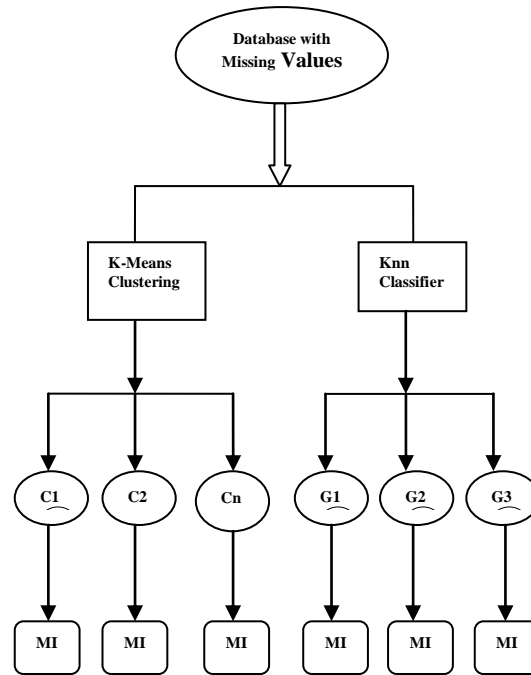 Database with
Missing Values
K-Means
Clustering
Knn
Classifier
C1
C2
Cn
G1
G2
G3
MI
MI
MI
MI
MI
MI